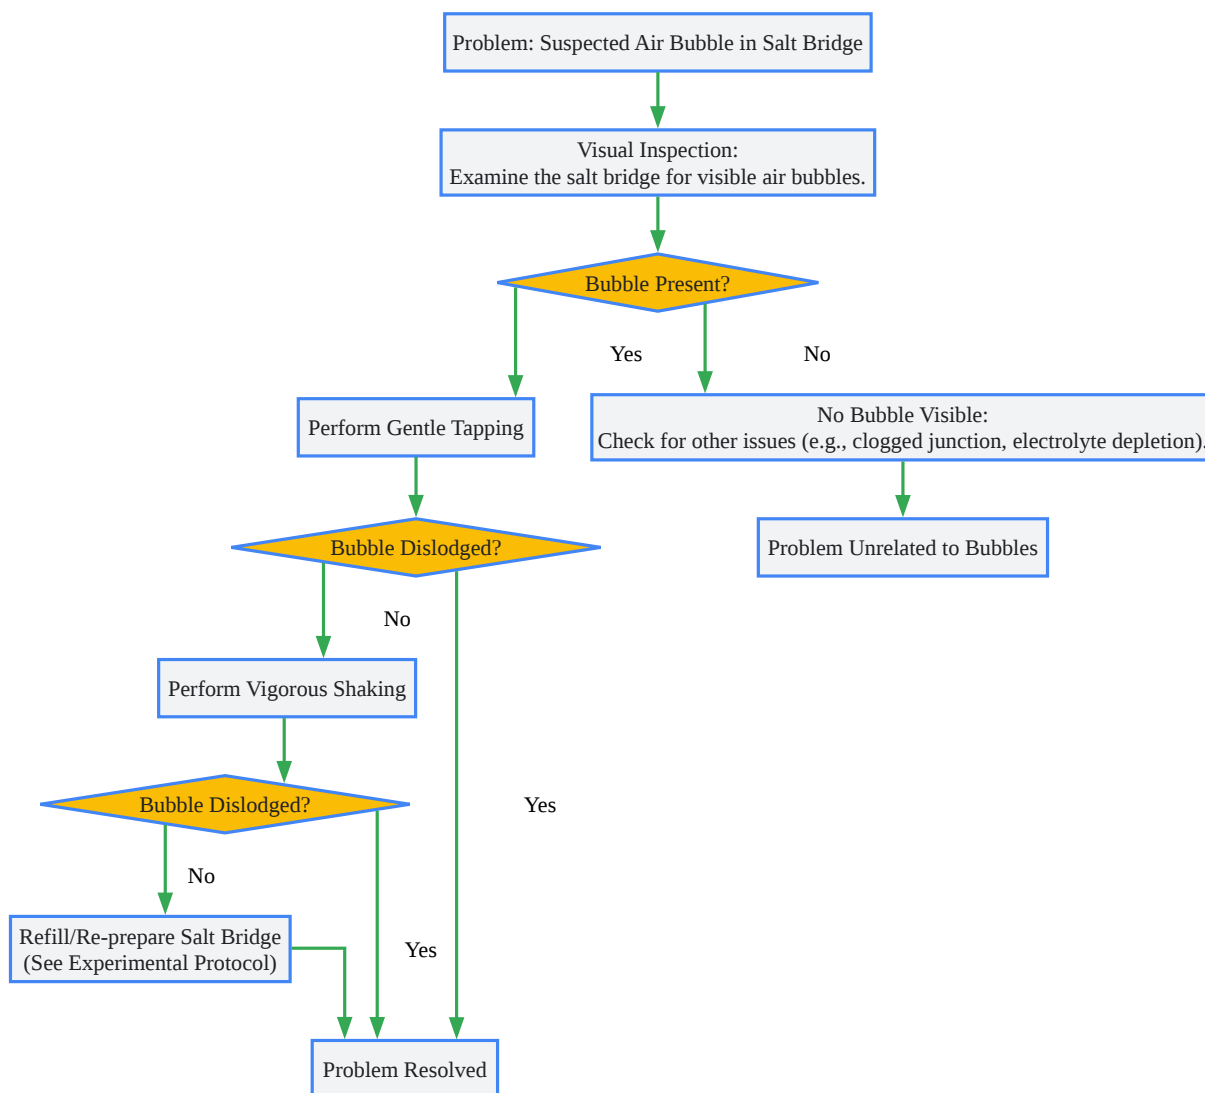 Problem: Suspected Air Bubble in Salt Bridge
Visual Inspection:
Examine the salt bridge for visible air bubbles.
Bubble Present?
Yes
No
Perform Gentle Tapping
No Bubble Visible:
Check for other issues (e.g., clogged junction, electrolyte depletion).
Bubble Dislodged?
Problem Unrelated to Bubbles
No
Perform Vigorous Shaking
Bubble Dislodged?
Yes
No
Refill/Re-prepare Salt Bridge
(See Experimental Protocol)
Yes
Problem Resolved